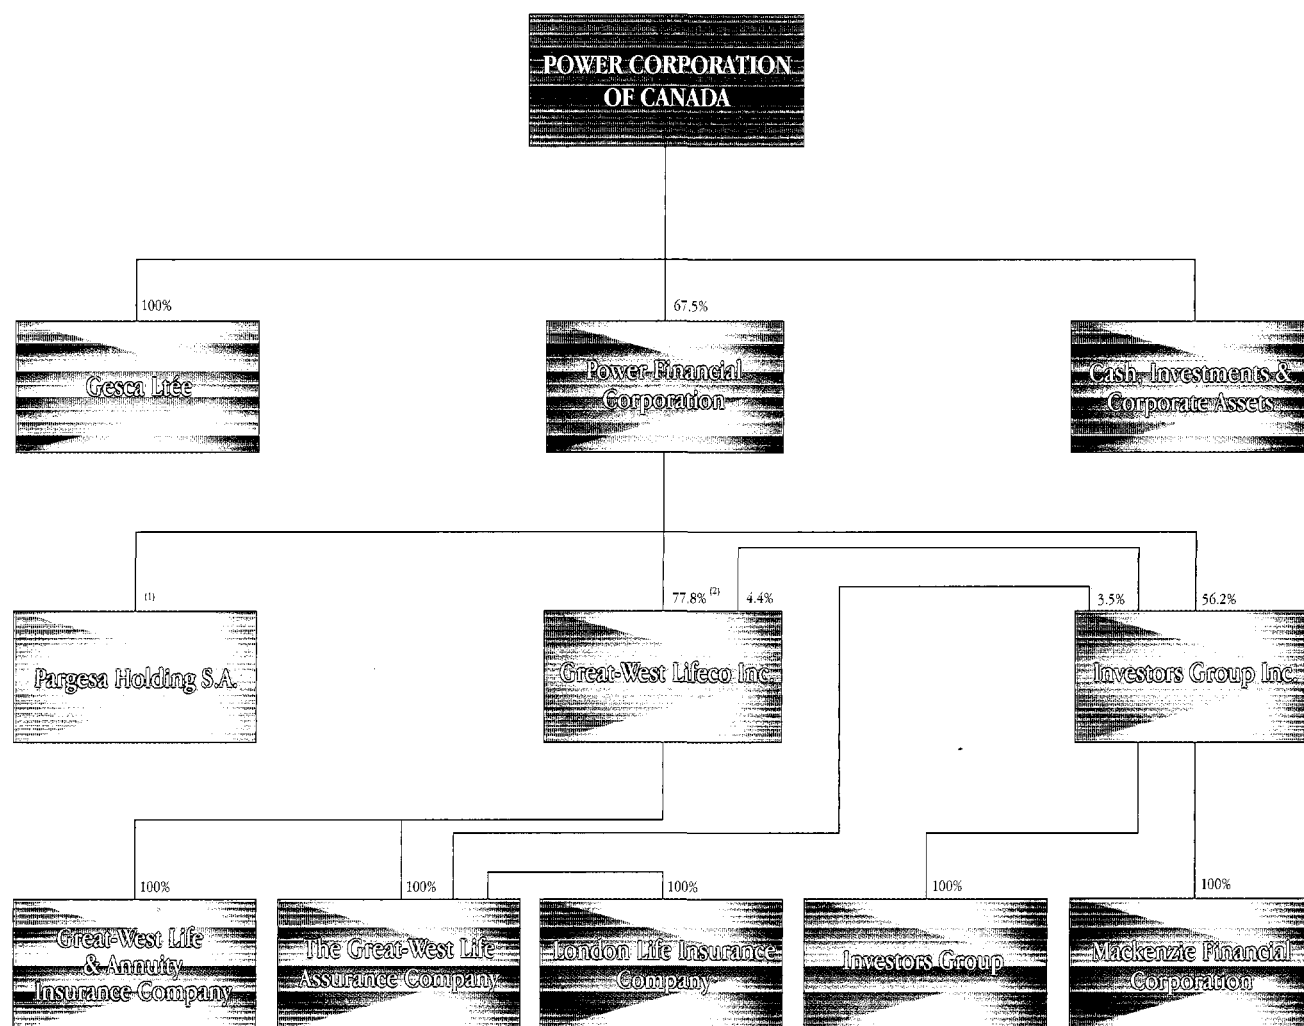 POWER CORPORATION
OF CANADA
100%
67.5%
Gesca Ltée
Power Financial
Corporation
Cash, Investments &
Corporate Assets
(1)
77.8% (2)
4.4%
3.5%
56.2%
Pargesa Holding S.A.
Great-West Lifeco Inc.
Investors Group Inc.
100%
100%
100%
100%
100%
Great-West Life
& Annuity
Insurance Company
The Great-West Life
Assurance Company
London Life Insurance
Company
Investors Group
Mackenzie Financial
Corporation